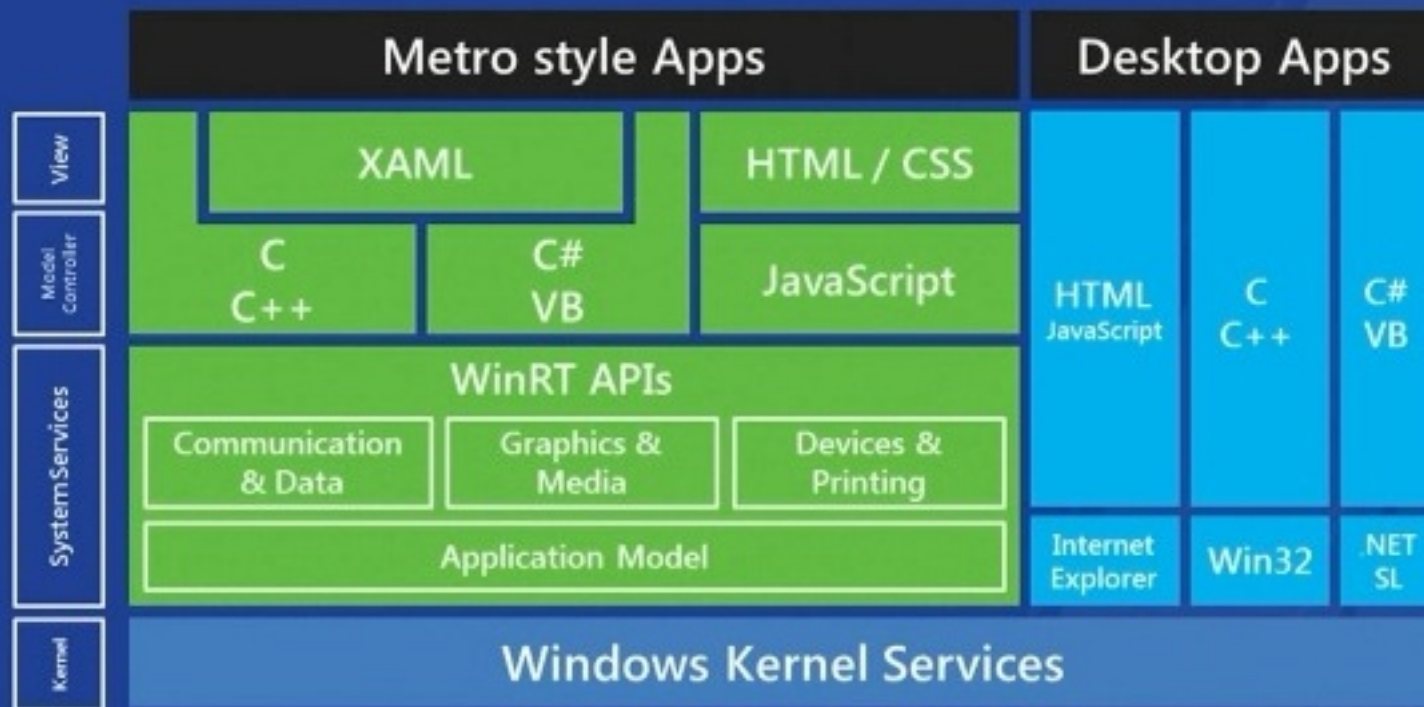 Metro style Apps
Desktop Apps
View
XAML
HTML / CSS
Model
Controller
C
C++
C#
VB
JavaScript
HTML
JavaScript
C
C++
C#
VB
System Services
WinRT APIs
Communication
& Data
Graphics &
Media
Devices &
Printing
Application Model
Internet
Explorer
Win32
.NET
SL
Kernel
Windows Kernel Services